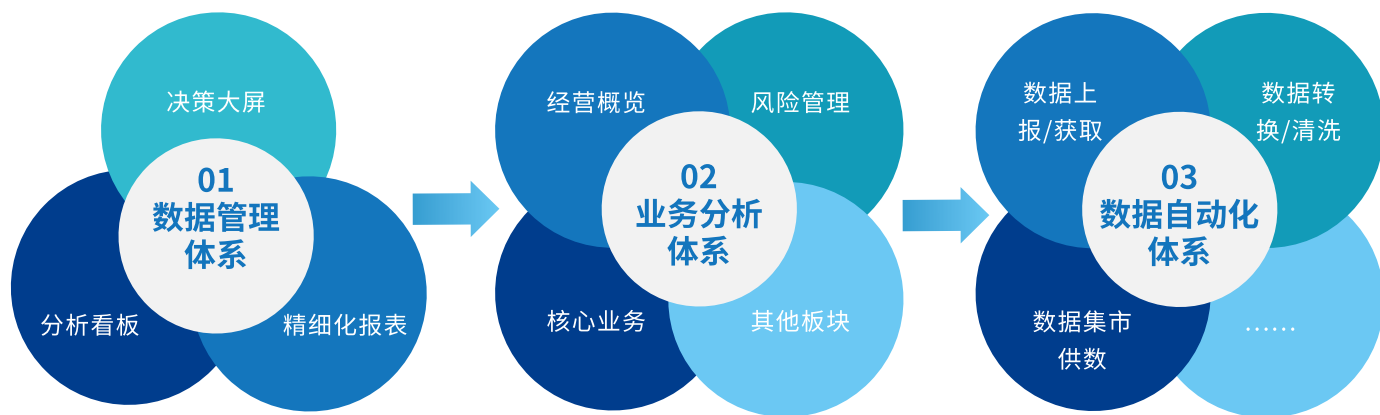 决策大屏
01
数据管理
体系
分析看板
精细化报表
经营概览
风险管理
02
业务分析
体系
核心业务
其他板块
数据上
报/获取
数据转
换/清洗
03
数据自动化
体系
数据集市
供数
......